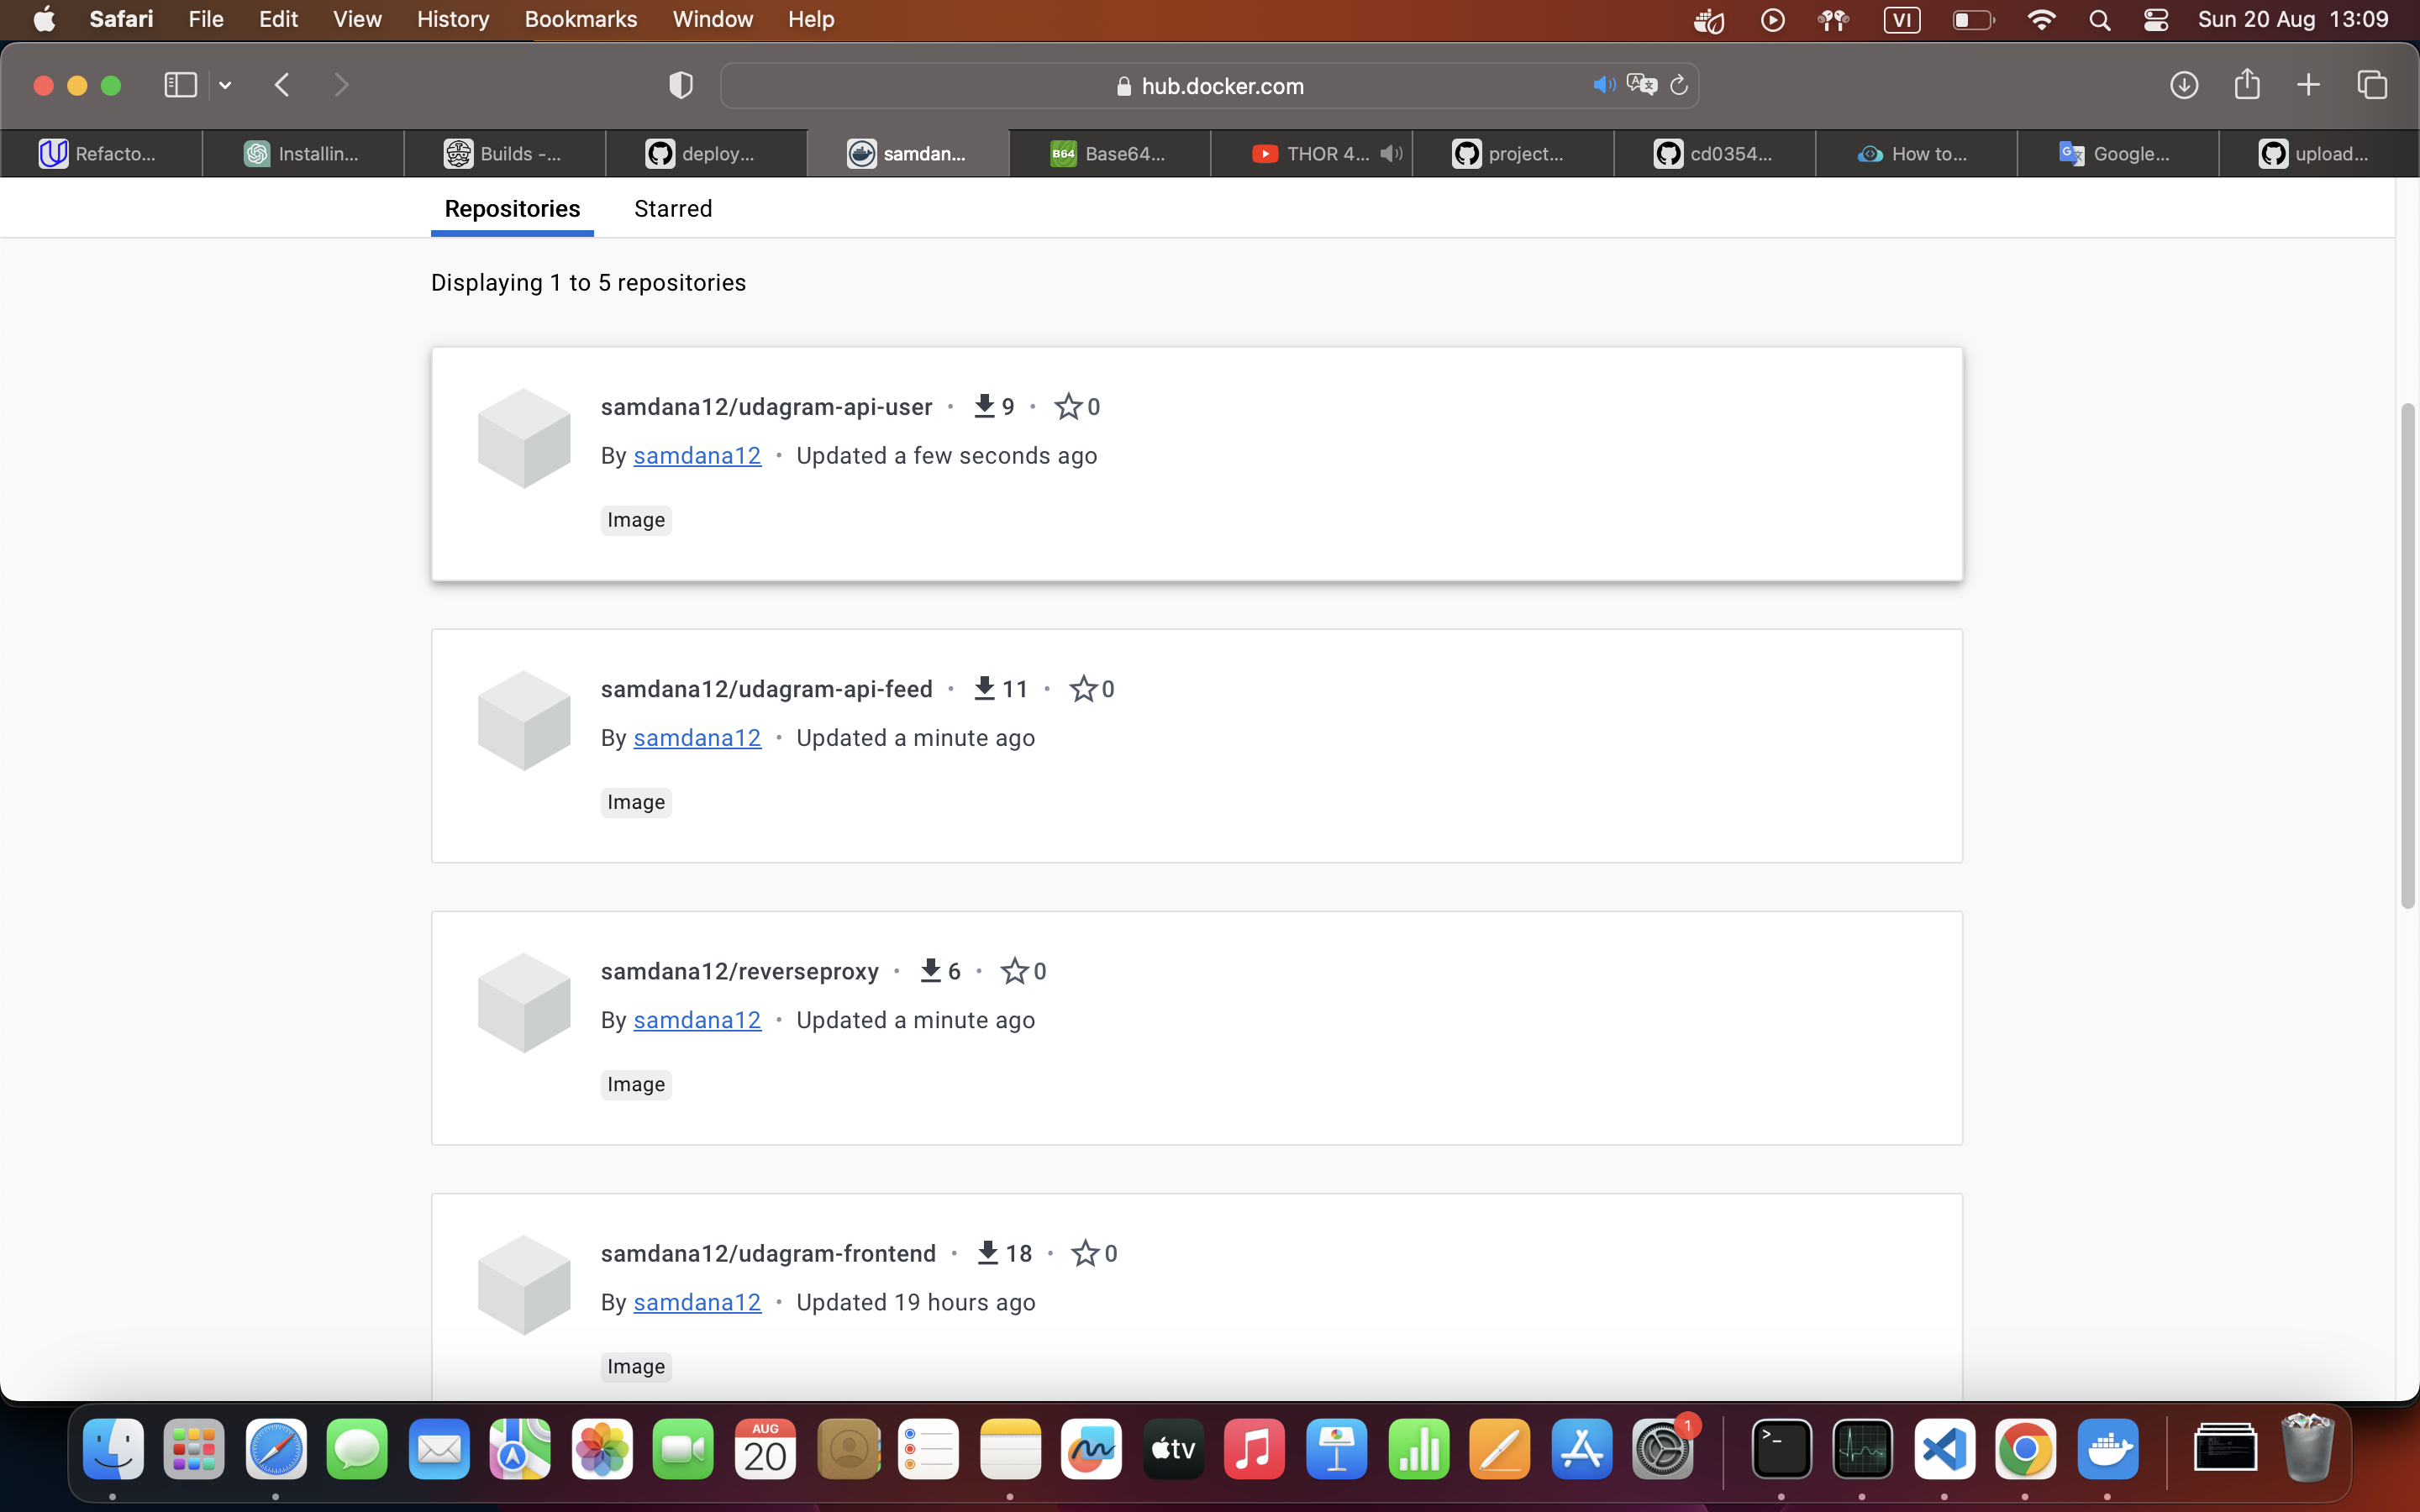 Safari File Edit View History Bookmarks Window Help VI Sun 20 Aug 13:09
hub.docker.com
Refacto... Installin... Builds -... deploy... samdan... B64 Base64... THOR 4... project... cd0354... How to... Google... upload...
Repositories Starred
Displaying 1 to 5 repositories
samdana12/udagram-api-user · 9 · 0
By samdana12 · Updated a few seconds ago
Image
samdana12/udagram-api-feed · 11 · 0
By samdana12 · Updated a minute ago
Image
samdana12/reverseproxy · 6 · 0
By samdana12 · Updated a minute ago
Image
samdana12/udagram-frontend · 18 · 0
By samdana12 · Updated 19 hours ago
Image
AUG
20
tv
1